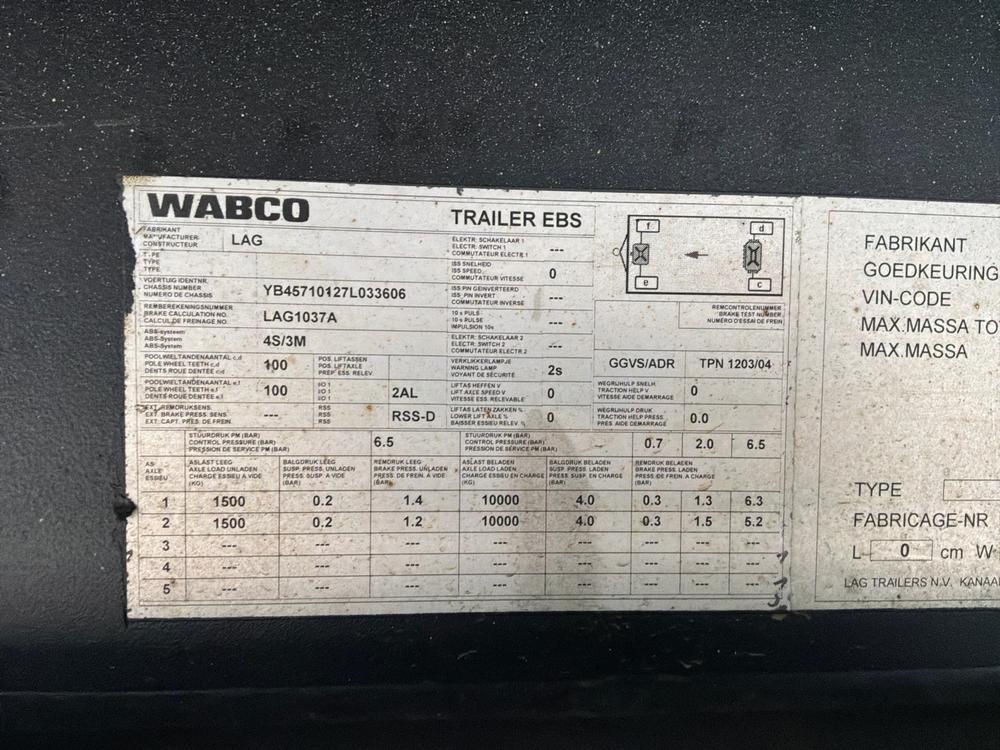 WABCO
TRAILER EBS
FABRIKANT
MANUFACTURER
CONSTRUCTEUR
LAG
TYPE
TYPE
TYPE
VOERTUIG IDENTNR.
CHASSIS NUMBER
NUMERO DE CHASSIS
YB45710127L033606
REMBEREKENINGSNUMMER
BRAKE CALCULATION NO.
CALCUL DE FREINAGE NO.
LAG1037A
ABS-systeem
ABS-System
ABS-System
4S/3M
POOLWIELTANDENAANTAL c.d
POLE WHEEL TEETH c.d
DENTS ROUE DENTÉE c.d
100
POS. LIFTASSEN
POS. LIFTAXLE
PREP. ESS. RELEV.
POOLWIELTANDENAANTAL e.f
POLE WHEEL TEETH e.f
DENTS ROUE DENTÉE e.f
100
I/O 1
I/O 1
I/O 1
2AL
EXT. REMDRUKSENS.
EXT. BRAKE PRESS. SENS.
EXT. CAPT. PRES. DE FREIN.
---
RSS
RSS
RSS
RSS-D
ELEKTR. SCHAKELAAR 1
ELECTR. SWITCH 1
COMMUTATEUR ELECTR. 1
---
ISS SNELHEID
ISS SPEED
COMMUTATEUR VITESSE
0
ISS PIN GEINVERTEERD
ISS-PIN INVERT
COMMUTATEUR INVERSE
---
10 s PULS
10 s PULSE
IMPULSION 10s
---
ELEKTR. SCHAKELAAR 2
ELECTR. SWITCH 2
COMMUTATEUR ELECTR. 2
---
VERKLIKKERLAMPJE
WARNING LAMP
VOYANT DE SÉCURITÉ
2s
LIFTAS HEFFEN V
LIFT AXLE SPEED V
VITESSE ESS. RELEVABLE
0
LIFTAS LATEN ZAKKEN %
LOWER LIFT AXLE %
BAISSER ESSIEU RELEV. %
0
f
d
e
c
REMCONTROLENUMMER
BRAKE TEST NUMBER
NUMÉRO D'ESSAI DE FREIN
GGVS/ADR
TPN 1203/04
WEGRIJHULP SNELH.
TRACTION HELP V
VITESSE AIDE DEMARRAGE
0
WEGRIJHULP DRUK
TRACTION HELP PRESS.
PRES. AIDE DEMARRAGE
0.0
STUURDRUK PM (BAR)
CONTROL PRESSURE (BAR)
PRESSION DE SERVICE PM (BAR)
6.5
STUURDRUK PM (BAR)
CONTROL PRESSURE (BAR)
PRESSION DE SERVICE PM (BAR)
0.7 2.0 6.5
AS
AXLE
ESSIEU
ASLAST LEEG
AXLE LOAD UNLADEN
CHARGE ESSIEU A VIDE
(KG)
BALGDRUK LEEG
SUSP. PRESS. UNLADEN
(BAR)
REMDRUK LEEG
BRAKE PRESS. UNLADEN
PRESS. DE FREIN. À VIDE
(BAR)
ASLAST BELADEN
AXLE LOAD LADEN
CHARGE ESSIEU EN CHARGE
(KG)
BALGDRUK BELADEN
SUSP. PRESS. LADEN
PRESS. SUSP. EN CHARGE
(BAR)
REMDRUK BELADEN
BRAKE PRESS. LADEN
PRESS. DE FREIN. A CHARGE
(BAR)
1 1500 0.2 1.4 10000 4.0 0.3 1.3 6.3
2 1500 0.2 1.2 10000 4.0 0.3 1.5 5.2
3 --- --- --- --- --- --- --- ---
4 --- --- --- --- --- --- --- ---
5 --- --- --- --- --- --- --- ---
FABRIKANT
GOEDKEURING
VIN-CODE
MAX.MASSA TO
MAX.MASSA
TYPE
FABRICAGE-NR
L 0 cm W
LAG TRAILERS N.V. KANAA